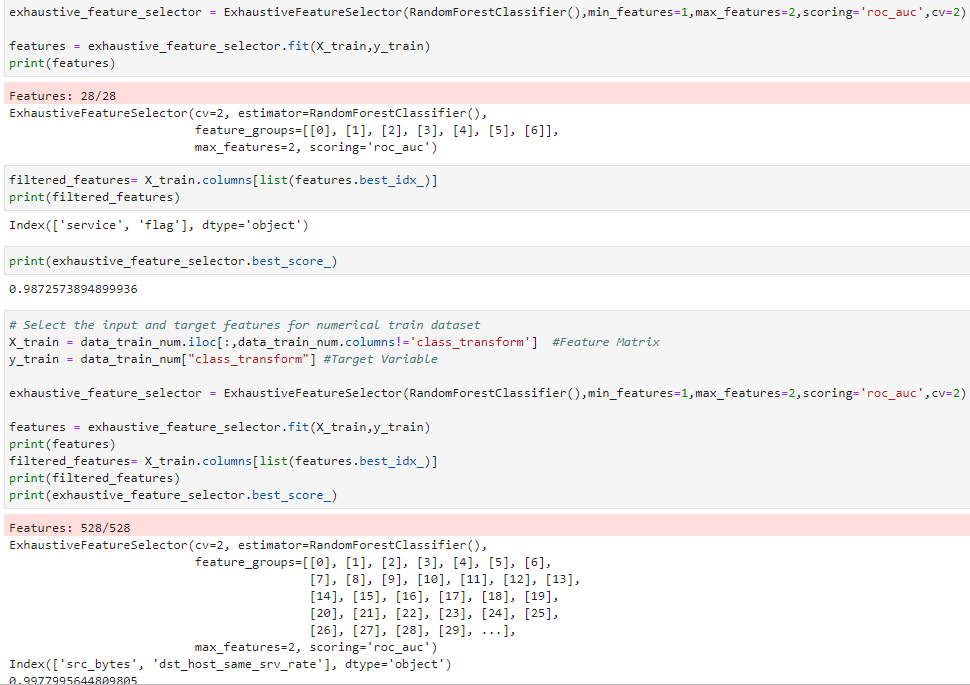 exhaustive_feature_selector = ExhaustiveFeatureSelector(RandomForestClassifier(),min_features=1,max_features=2,scoring='roc_auc',cv=2)
features = exhaustive_feature_selector.fit(X_train,y_train)
print(features)
Features: 28/28
ExhaustiveFeatureSelector(cv=2, estimator=RandomForestClassifier(),
feature_groups=[[0], [1], [2], [3], [4], [5], [6]],
max_features=2, scoring='roc_auc')
filtered_features= X_train.columns[list(features.best_idx_)]
print(filtered_features)
Index(['service', 'flag'], dtype='object')
print(exhaustive_feature_selector.best_score_)
0.9872573894899936
# Select the input and target features for numerical train dataset
X_train = data_train_num.iloc[:,data_train_num.columns!='class_transform']  #Feature Matrix
y_train = data_train_num["class_transform"] #Target Variable
exhaustive_feature_selector = ExhaustiveFeatureSelector(RandomForestClassifier(),min_features=1,max_features=2,scoring='roc_auc',cv=2)
features = exhaustive_feature_selector.fit(X_train,y_train)
print(features)
filtered_features= X_train.columns[list(features.best_idx_)]
print(filtered_features)
print(exhaustive_feature_selector.best_score_)
Features: 528/528
ExhaustiveFeatureSelector(cv=2, estimator=RandomForestClassifier(),
feature_groups=[[0], [1], [2], [3], [4], [5], [6],
[7], [8], [9], [10], [11], [12], [13],
[14], [15], [16], [17], [18], [19],
[20], [21], [22], [23], [24], [25],
[26], [27], [28], [29], ...],
max_features=2, scoring='roc_auc')
Index(['src_bytes', 'dst_host_same_srv_rate'], dtype='object')
0.9977995644809805